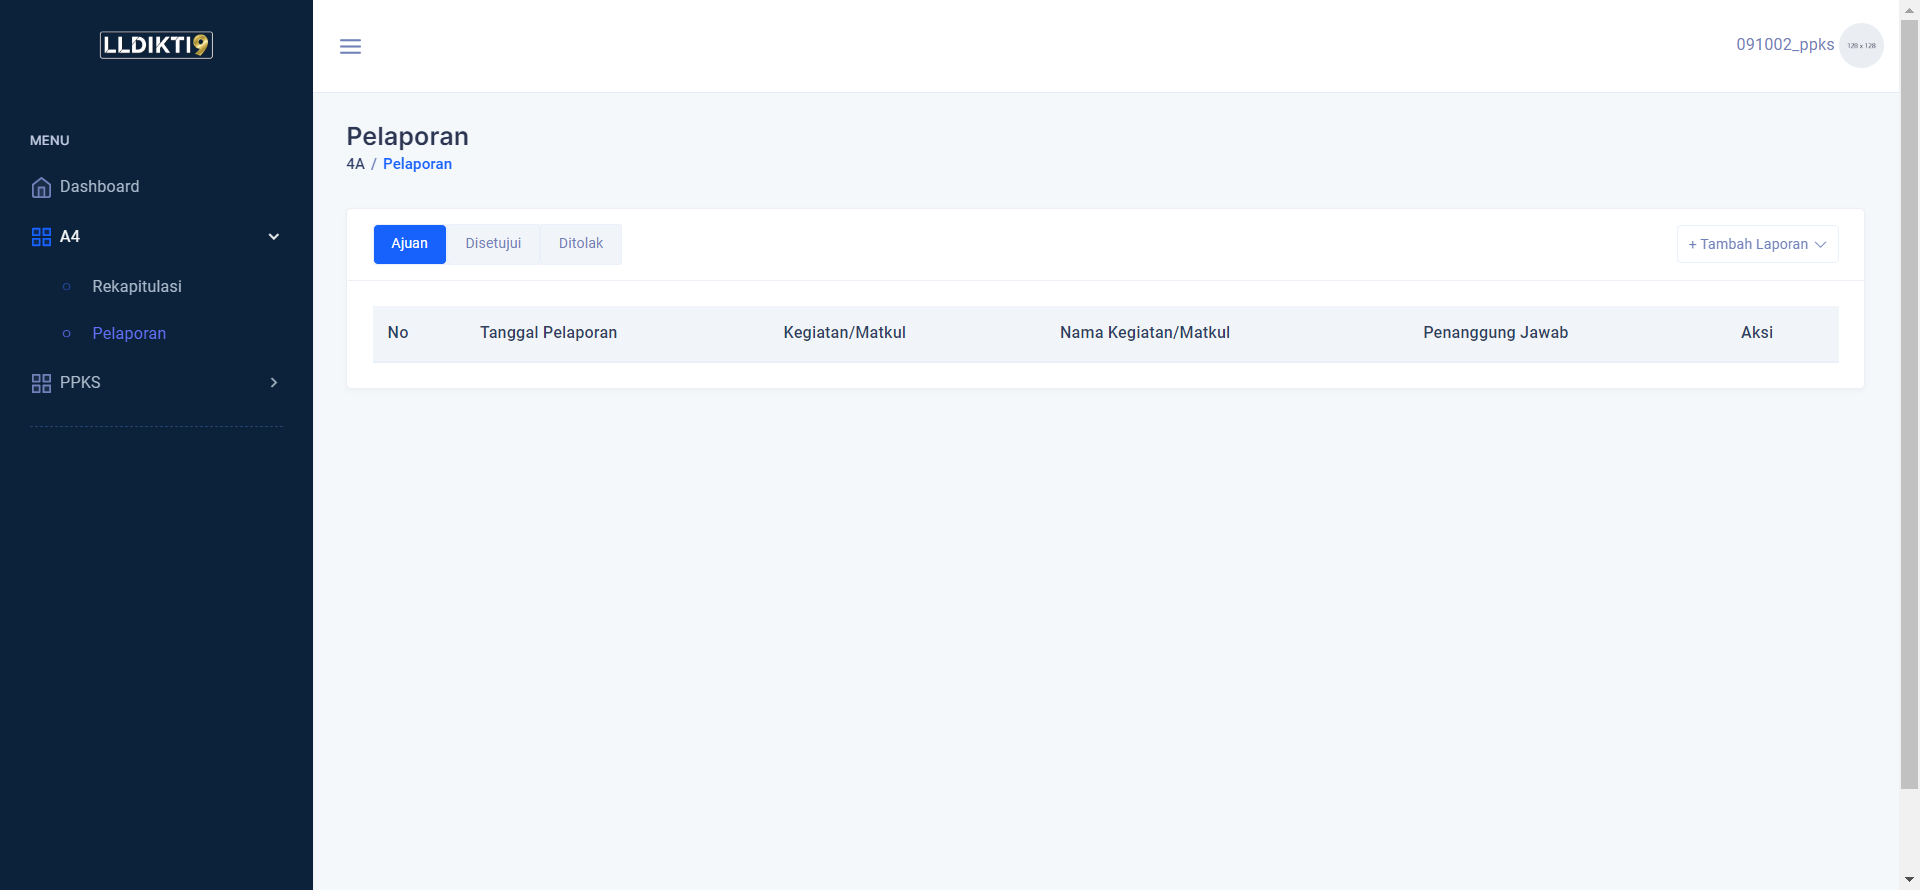 LLDIKTI9
091002_ppks
128 x 128
MENU
Dashboard
A4
Rekapitulasi
Pelaporan
PPKS
Pelaporan
4A / Pelaporan
Ajuan Disetujui Ditolak
+ Tambah Laporan
No Tanggal Pelaporan Kegiatan/Matkul Nama Kegiatan/Matkul Penanggung Jawab Aksi